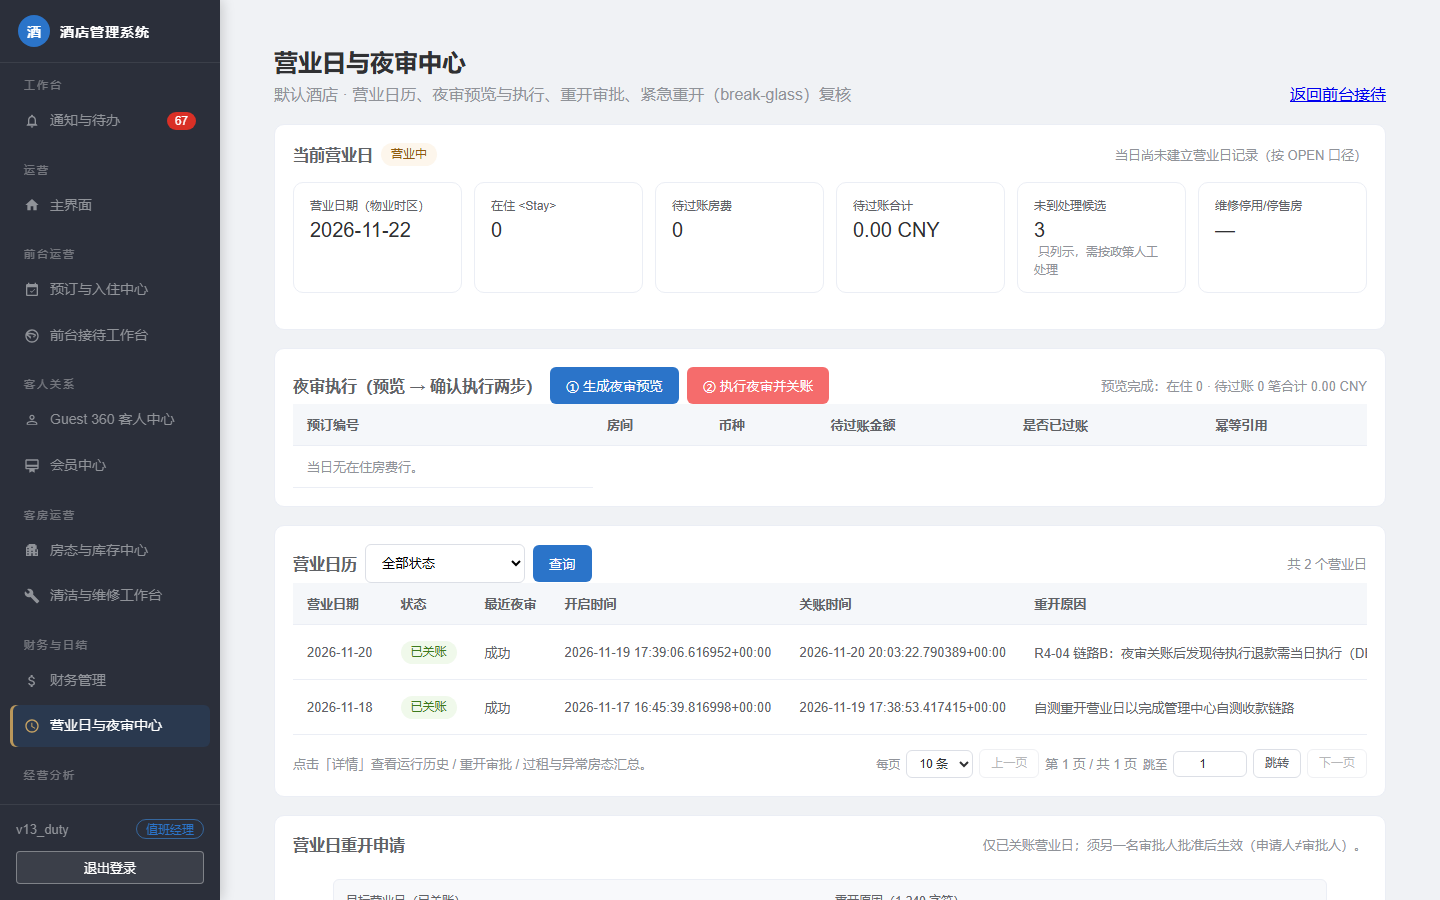 酒 酒店管理系统
工作台
通知与待办 67
运营
主界面
前台运营
预订与入住中心
前台接待工作台
客人关系
Guest 360 客人中心
会员中心
客房运营
房态与库存中心
清洁与维修工作台
财务与日结
财务管理
营业日与夜审中心
经营分析
v13_duty 值班经理
退出登录
营业日与夜审中心
默认酒店 · 营业日历、夜审预览与执行、重开审批、紧急重开（break-glass）复核
返回前台接待
当前营业日 营业中 当日尚未建立营业日记录（按 OPEN 口径）
营业日期（物业时区） 在住 <Stay> 待过账房费 待过账合计 未到处理候选 维修停用/停售房
2026-11-22 0 0 0.00 CNY 3 —
只列示，需按政策人工
处理
夜审执行（预览 → 确认执行两步） ① 生成夜审预览 ② 执行夜审并关账 预览完成：在住 0 · 待过账 0 笔合计 0.00 CNY
预订编号 房间 币种 待过账金额 是否已过账 幂等引用
当日无在住房费行。
营业日历 全部状态 查询 共 2 个营业日
营业日期 状态 最近夜审 开启时间 关账时间 重开原因
2026-11-20 已关账 成功 2026-11-19 17:39:06.616952+00:00 2026-11-20 20:03:22.790389+00:00 R4-04 链路B：夜审关账后发现待执行退款需当日执行（DI
2026-11-18 已关账 成功 2026-11-17 16:45:39.816998+00:00 2026-11-19 17:38:53.417415+00:00 自测重开营业日以完成管理中心自测收款链路
点击「详情」查看运行历史 / 重开审批 / 过租与异常房态汇总。 每页 10 条 上一页 第 1 页 / 共 1 页 跳至 1 跳转 下一页
营业日重开申请 仅已关账营业日；须另一名审批人批准后生效（申请人≠审批人）。
目标营业日（已关账） 重开原因（1-240 字符）